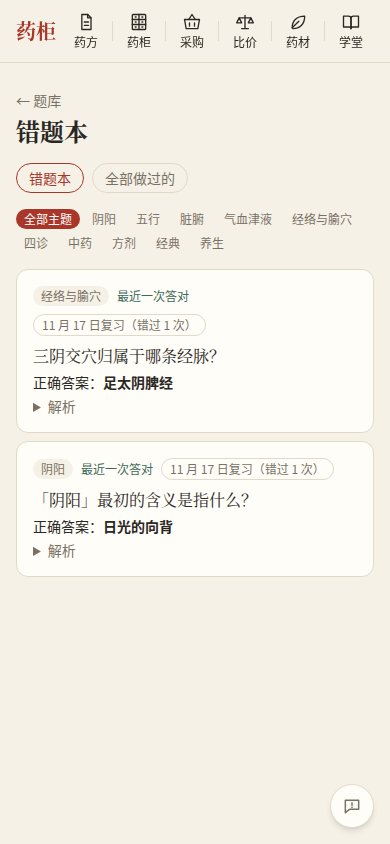 药柜
药方
药柜
采购
比价
药材
学堂
← 题库
错题本
错题本
全部做过的
全部主题 阴阳 五行 脏腑 气血津液 经络与腧穴
四诊 中药 方剂 经典 养生
经络与腧穴 最近一次答对
11 月 17 日复习（错过 1 次）
三阴交穴归属于哪条经脉？
正确答案：足太阴脾经
▶ 解析
阴阳 最近一次答对 11 月 17 日复习（错过 1 次）
「阴阳」最初的含义是指什么？
正确答案：日光的向背
▶ 解析